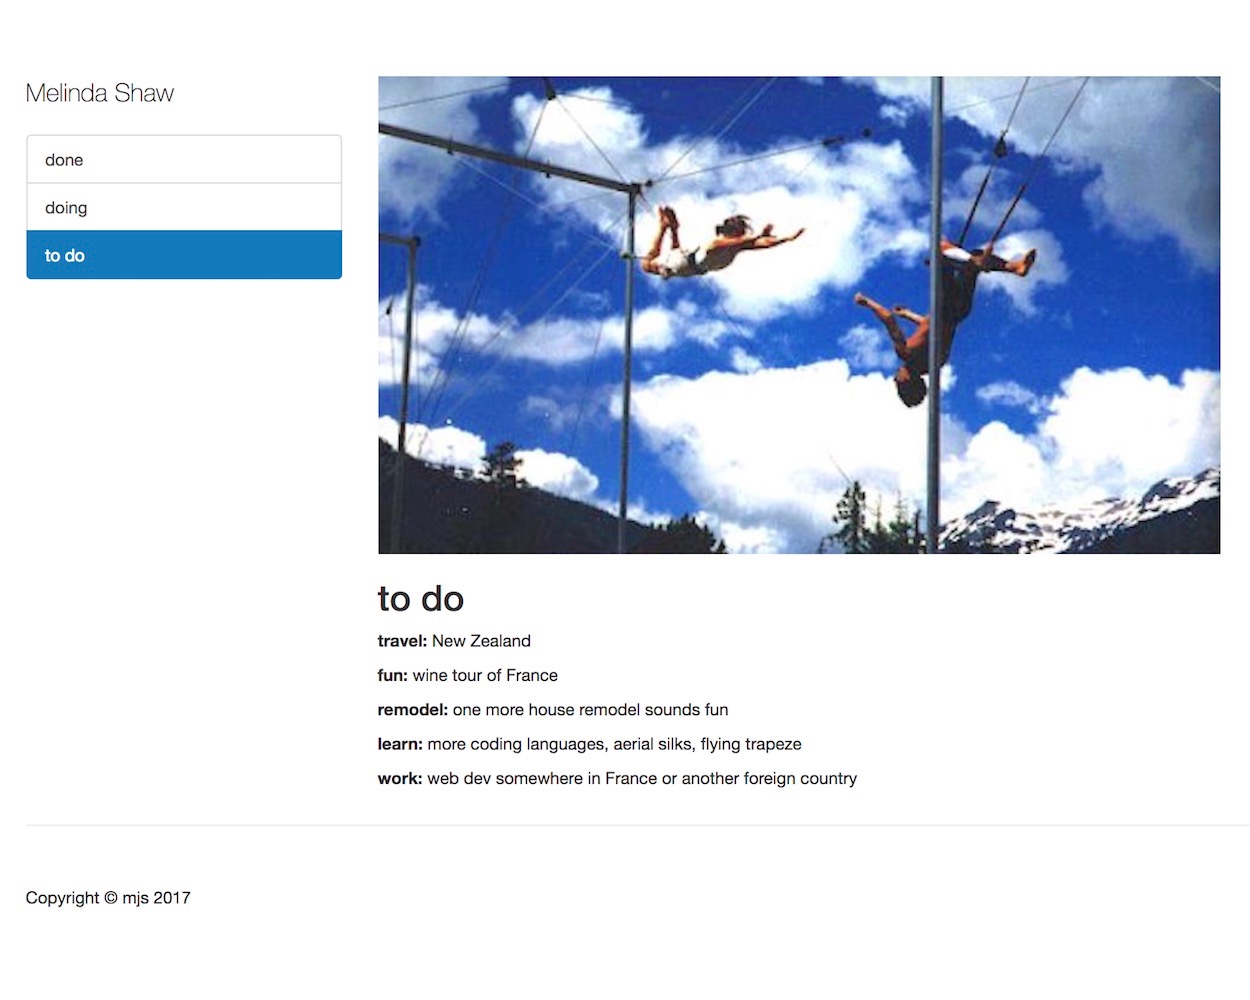 Melinda Shaw
done
doing
to do
to do
travel: New Zealand
fun: wine tour of France
remodel: one more house remodel sounds fun
learn: more coding languages, aerial silks, flying trapeze
work: web dev somewhere in France or another foreign country
Copyright © mjs 2017